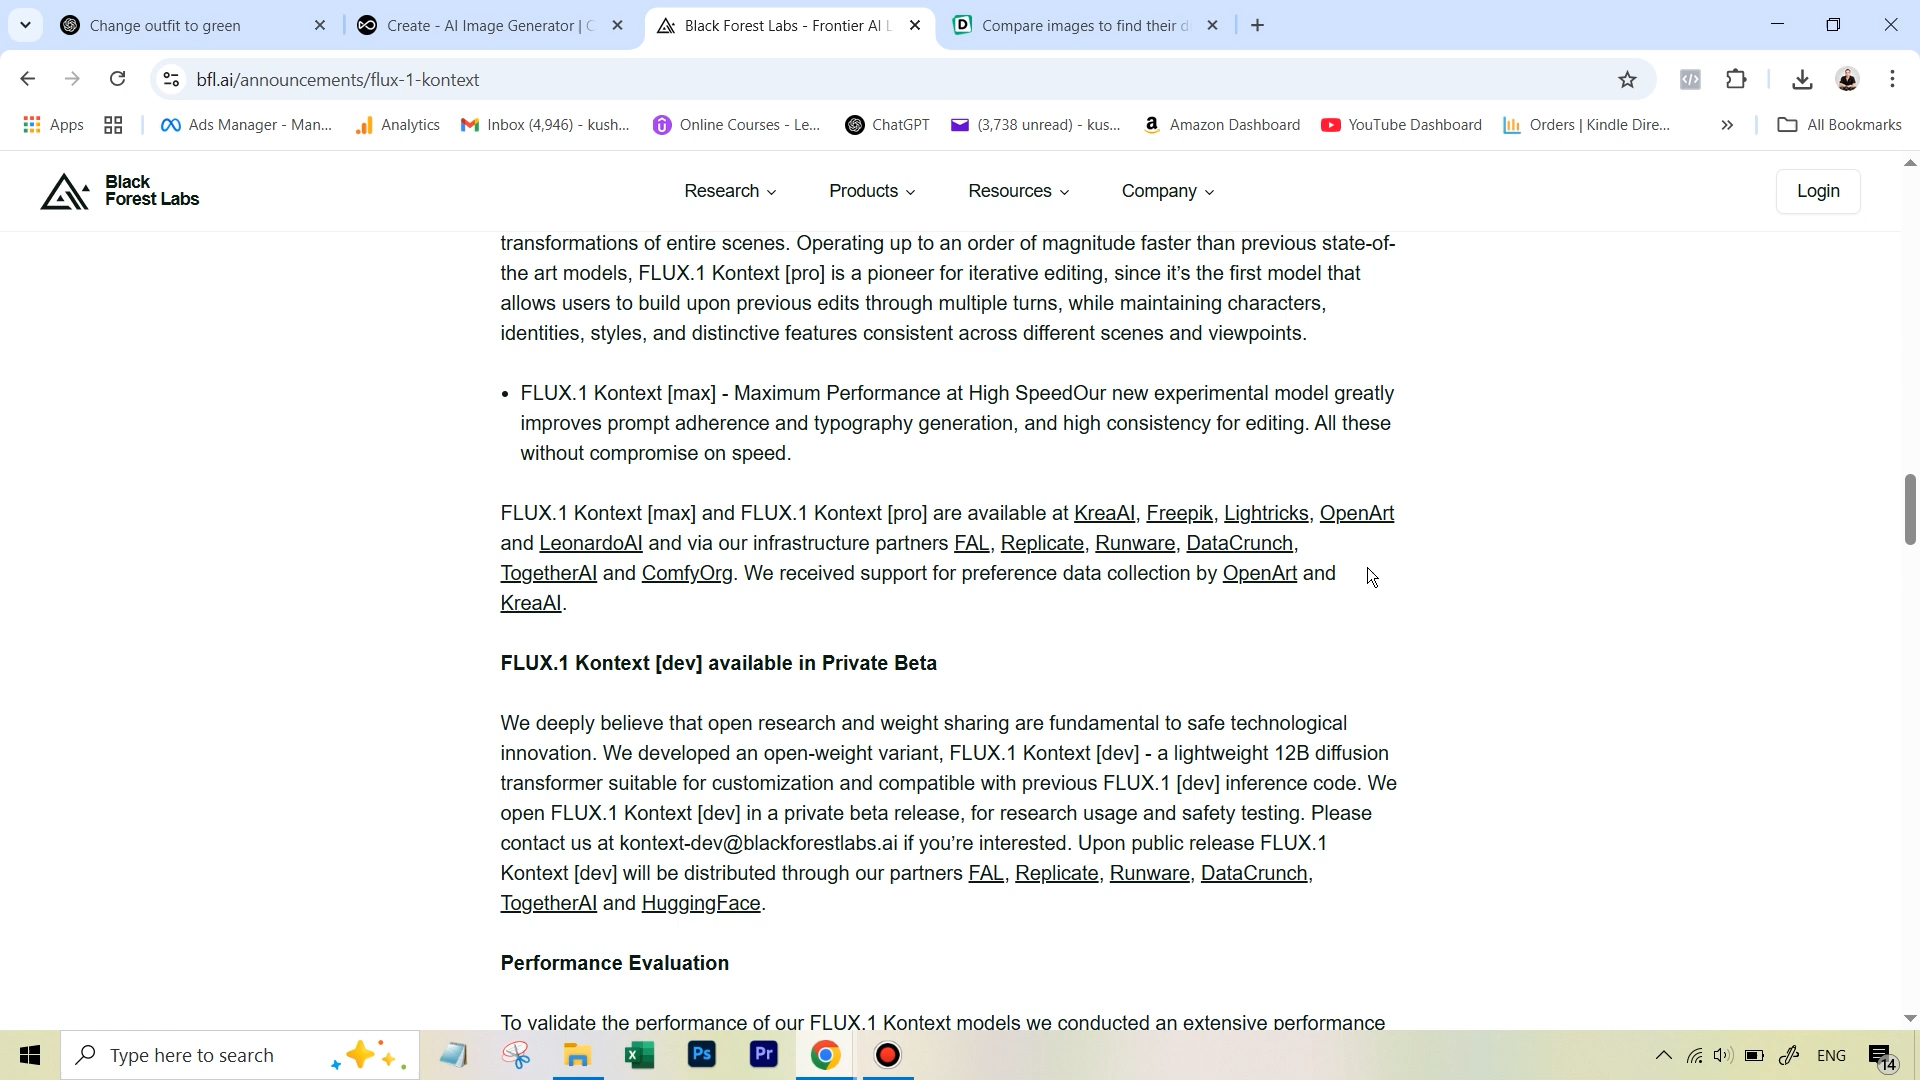 Change outfit to green
Create - AI Image Generator | C
Black Forest Labs - Frontier AI L
Compare images to find their d
bfl.ai/announcements/flux-1-kontext
Apps
Ads Manager - Man...
Analytics
Inbox (4,946) - kush...
Online Courses - Le...
ChatGPT
(3,738 unread) - kus...
Amazon Dashboard
YouTube Dashboard
Orders | Kindle Dire...
All Bookmarks
Black
Forest Labs
Research
Products
Resources
Company
Login
transformations of entire scenes. Operating up to an order of magnitude faster than previous state-of-
the art models, FLUX.1 Kontext [pro] is a pioneer for iterative editing, since it’s the first model that
allows users to build upon previous edits through multiple turns, while maintaining characters,
identities, styles, and distinctive features consistent across different scenes and viewpoints.
• FLUX.1 Kontext [max] - Maximum Performance at High SpeedOur new experimental model greatly
improves prompt adherence and typography generation, and high consistency for editing. All these
without compromise on speed.
FLUX.1 Kontext [max] and FLUX.1 Kontext [pro] are available at KreaAI, Freepik, Lightricks, OpenArt
and LeonardoAI and via our infrastructure partners FAL, Replicate, Runware, DataCrunch,
TogetherAI and ComfyOrg. We received support for preference data collection by OpenArt and
KreaAI.
FLUX.1 Kontext [dev] available in Private Beta
We deeply believe that open research and weight sharing are fundamental to safe technological
innovation. We developed an open-weight variant, FLUX.1 Kontext [dev] - a lightweight 12B diffusion
transformer suitable for customization and compatible with previous FLUX.1 [dev] inference code. We
open FLUX.1 Kontext [dev] in a private beta release, for research usage and safety testing. Please
contact us at kontext-dev@blackforestlabs.ai if you’re interested. Upon public release FLUX.1
Kontext [dev] will be distributed through our partners FAL, Replicate, Runware, DataCrunch,
TogetherAI and HuggingFace.
Performance Evaluation
To validate the performance of our FLUX.1 Kontext models we conducted an extensive performance
Type here to search
Ps
Pr
ENG
14